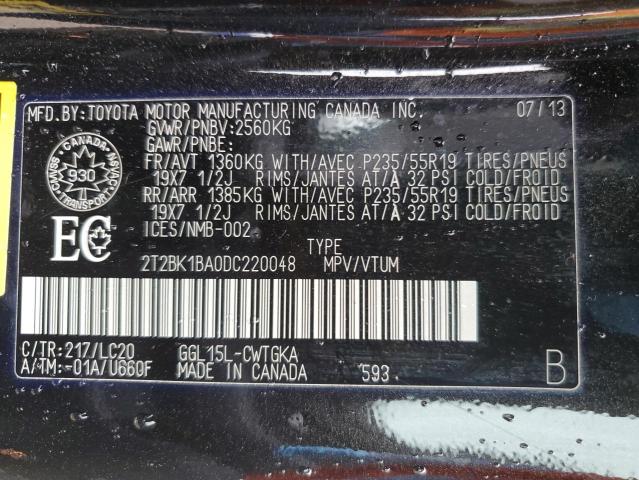 MFD.BY:TOYOTA MOTOR MANUFACTURING CANADA INC. 07/13
GVWR/PNBV:2560KG
GAWR/PNBE:
FR/AVT 1360KG WITH/AVEC P235/55R19 TIRES/PNEUS
19X7 1/2J RIMS/JANTES AT/À 32 PSI COLD/FROID
RR/ARR 1385KG WITH/AVEC P235/55R19 TIRES/PNEUS
19X7 1/2J RIMS/JANTES AT/À 32 PSI COLD/FROID
ICES/NMB-002
TYPE
2T2BK1BA0DC220048 MPV/VTUM
CANADA
930
TRANSPORT
CMVSS
NSVAC
EC
C/TR:217/LC20 GGL15L-CWTGKA
A/TM:-01A/U660F MADE IN CANADA 593 B